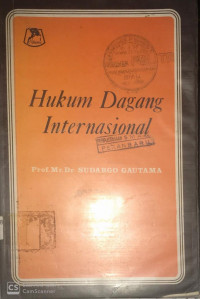 Hukum Dagang
Internasional
Prof. Mr. Dr. SUDARGO GAUTAMA
CS CamScanner